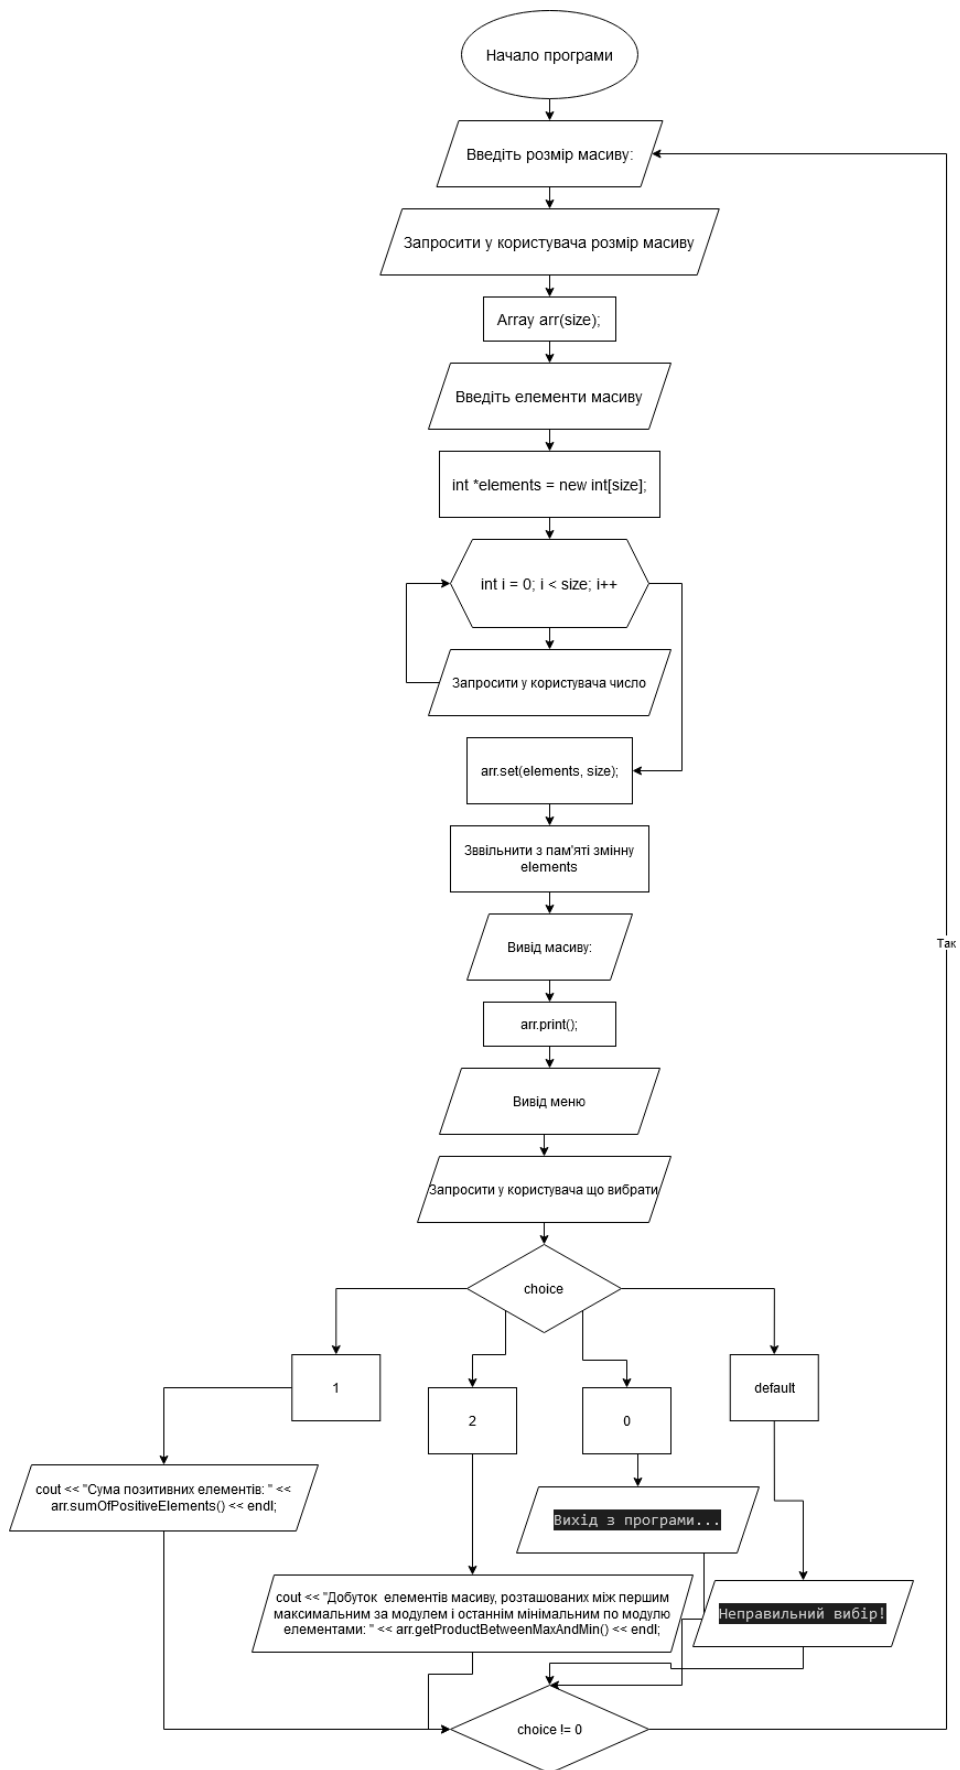 Начало програми
Введіть розмір масиву:
Запросити у користувача розмір масиву
Array arr(size);
Введіть елементи масиву
int *elements = new int[size];
int i = 0; i < size; i++
Запросити у користувача число
arr.set(elements, size);
Зввільнити з пам'яті змінну
elements
Вивід масиву:
Так
arr.print();
Вивід меню
Запросити у користувача що вибрати
choice
1
2
0
default
cout << "Сума позитивних елементів: " <<
arr.sumOfPositiveElements() << endl;
Вихід з програми...
cout << "Добуток  елементів масиву, розташованих між першим
максимальним за модулем і останнім мінімальним по модулю
елементами: " << arr.getProductBetweenMaxAndMin() << endl;
Неправильний вибір!
choice != 0